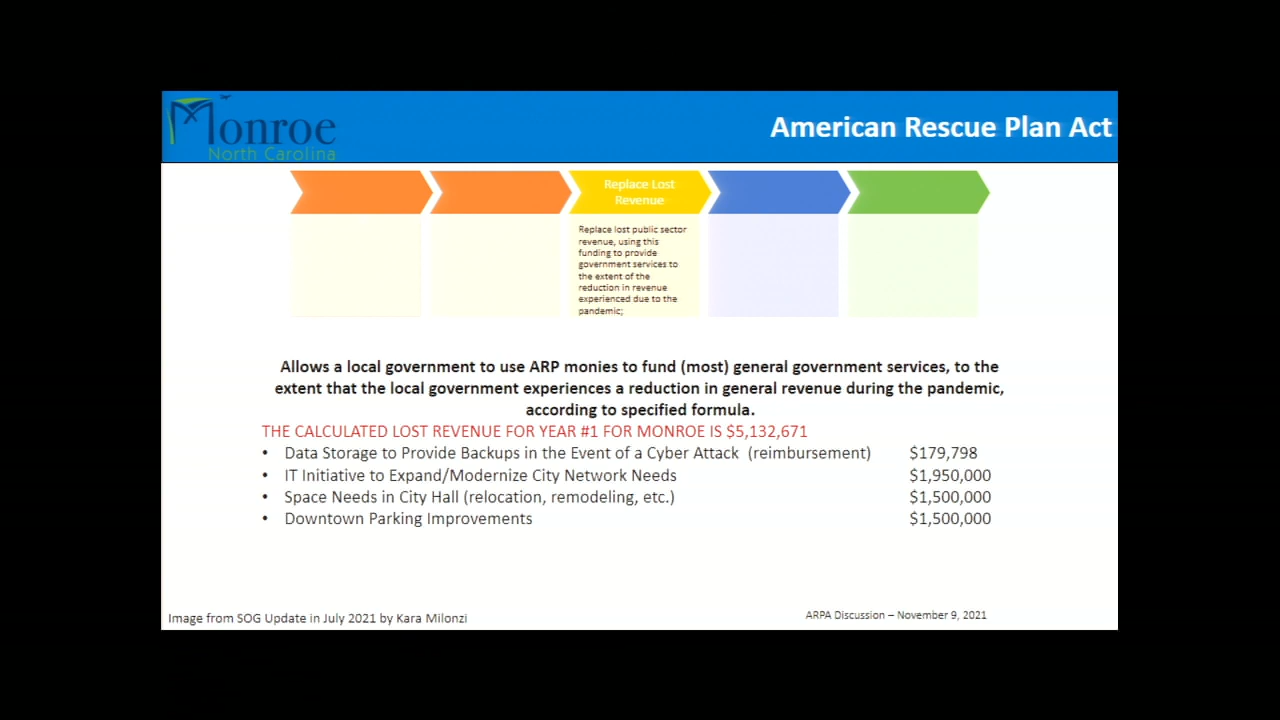 Monroe
North Carolina
American Rescue Plan Act
Replace Lost
Revenue
Replace lost public sector
revenue, using this
funding to provide
government services to
the extent of the
reduction in revenue
experienced due to the
pandemic;
Allows a local government to use ARP monies to fund (most) general government services, to the
extent that the local government experiences a reduction in general revenue during the pandemic,
according to specified formula.
THE CALCULATED LOST REVENUE FOR YEAR #1 FOR MONROE IS $5,132,671
• Data Storage to Provide Backups in the Event of a Cyber Attack (reimbursement) $179,798
• IT Initiative to Expand/Modernize City Network Needs $1,950,000
• Space Needs in City Hall (relocation, remodeling, etc.) $1,500,000
• Downtown Parking Improvements $1,500,000
Image from SOG Update in July 2021 by Kara Milonzi
ARPA Discussion – November 9, 2021